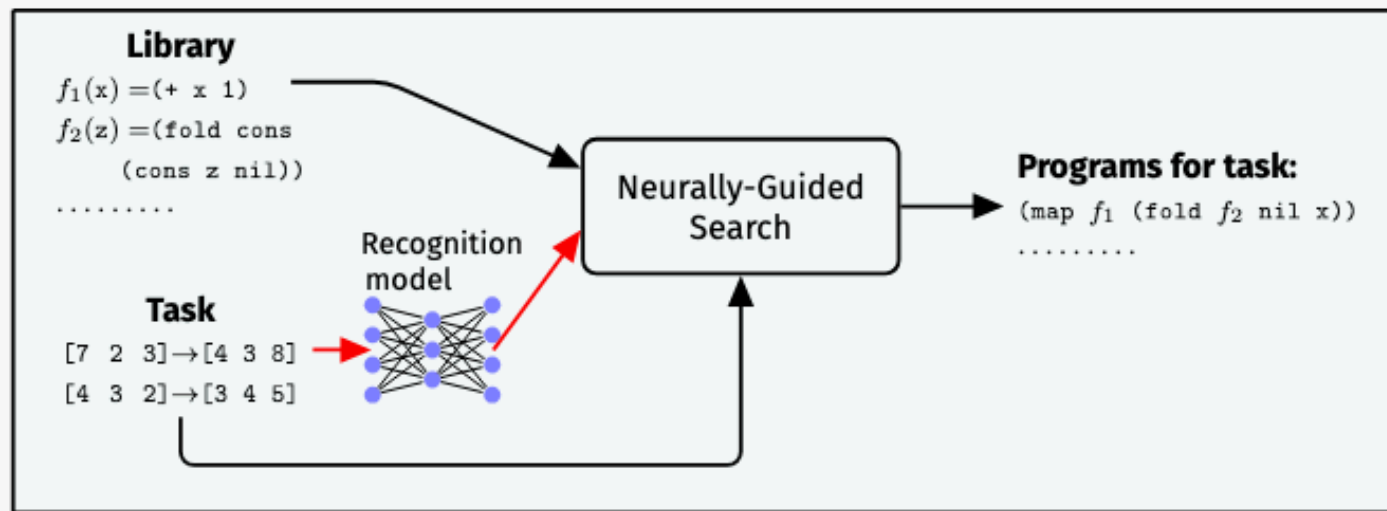 Library
f₁(x) =(+ x 1)
f₂(z) =(fold cons
(cons z nil))
.........
Task
[7 2 3]→[4 3 8]
[4 3 2]→[3 4 5]
Recognition
model
Neurally-Guided
Search
Programs for task:
(map f₁ (fold f₂ nil x))
.........